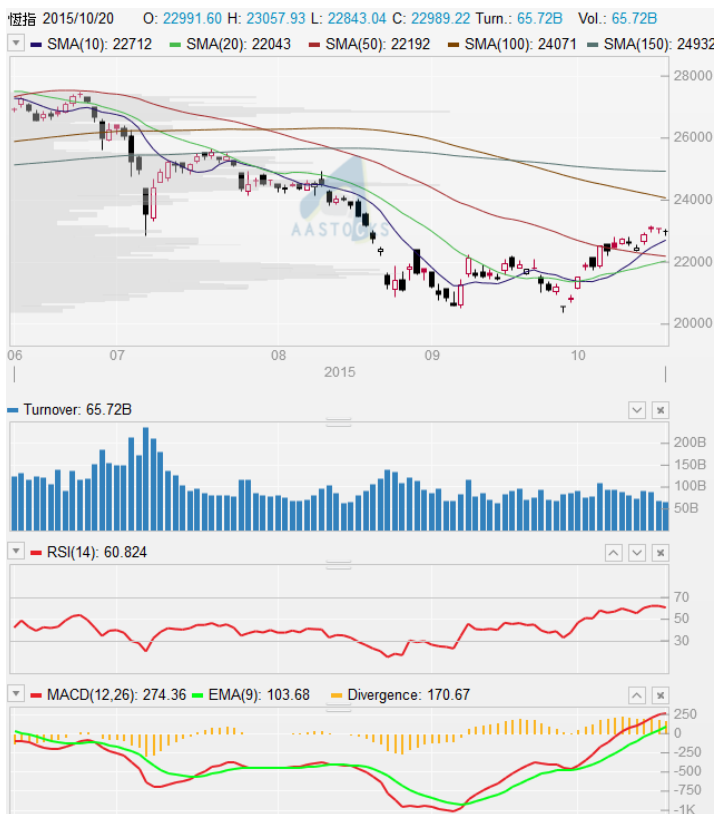 恆指 2015/10/20 O: 22991.60 H: 23057.93 L: 22843.04 C: 22989.22 Turn.: 65.72B Vol.: 65.72B
SMA(10): 22712 SMA(20): 22043 SMA(50): 22192 SMA(100): 24071 SMA(150): 24932
28000
26000
24000
AASTOCKS
22000
20000
06 07 08 09 10
2015
Turnover: 65.72B
200B
150B
100B
50B
RSI(14): 60.824
70
50
30
MACD(12,26): 274.36 EMA(9): 103.68 Divergence: 170.67
250
0
-250
-500
-750
-1K